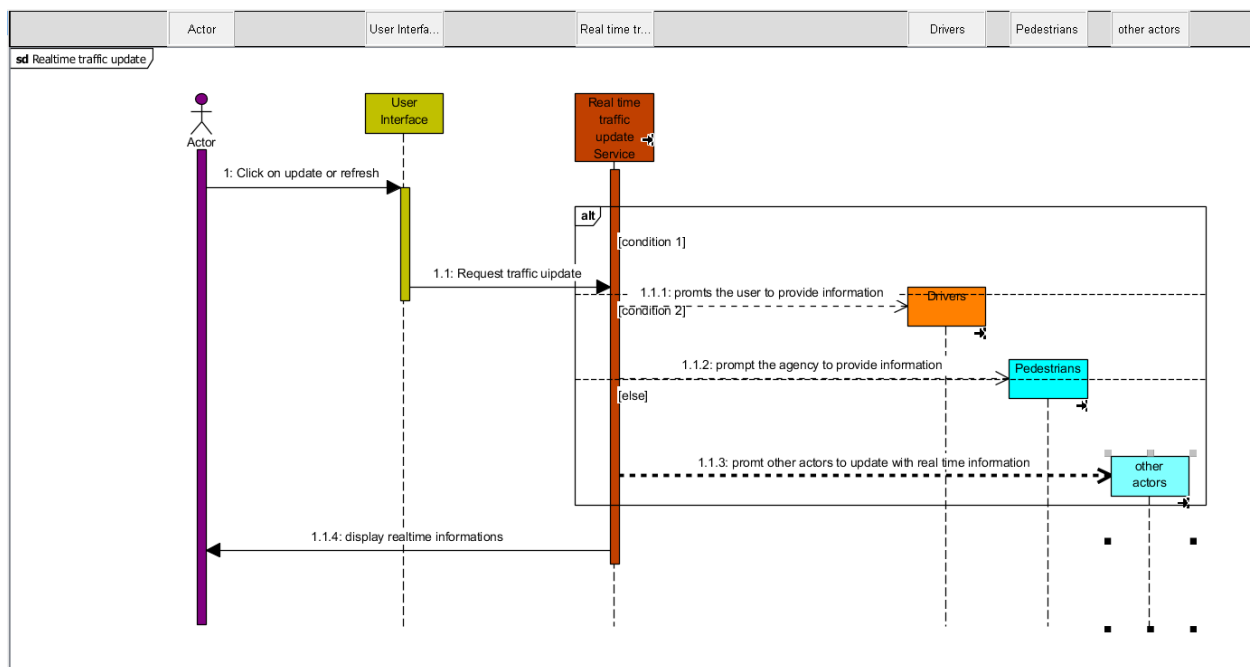 Actor
User Interfa...
Real time tr...
Drivers
Pedestrians
other actors
sd Realtime traffic update
Actor
User
Interface
Real time
traffic
update
Service
1: Click on update or refresh
alt
[condition 1]
1.1: Request traffic uipdate
1.1.1: promts the user to provide information
Drivers
[condition 2]
1.1.2: prompt the agency to provide information
Pedestrians
[else]
1.1.3: promt other actors to update with real time information
other
actors
1.1.4: display realtime informations